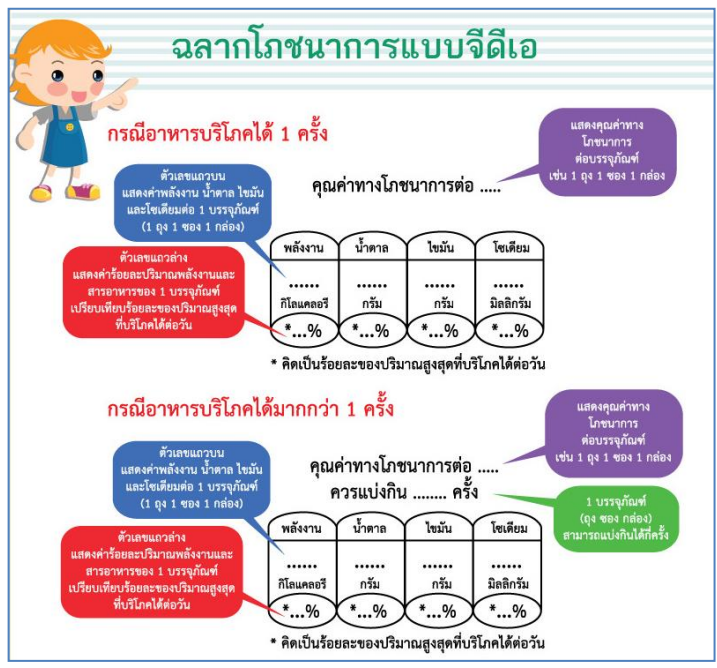 ฉลากโภชนาการแบบจีดีเอ
กรณีอาหารบริโภคได้ 1 ครั้ง
แสดงคุณค่าทาง
โภชนาการ
ต่อบรรจุภัณฑ์
เช่น 1 ถุง 1 ซอง 1 กล่อง
ตัวเลขแถวบน
แสดงค่าพลังงาน น้ำตาล ไขมัน
และโซเดียมต่อ 1 บรรจุภัณฑ์
(1 ถุง 1 ซอง 1 กล่อง)
คุณค่าทางโภชนาการต่อ .....
ตัวเลขแถวล่าง
แสดงค่าร้อยละปริมาณพลังงานและ
สารอาหารของ 1 บรรจุภัณฑ์
เปรียบเทียบร้อยละของปริมาณสูงสุด
ที่บริโภคได้ต่อวัน
พลังงาน น้ำตาล ไขมัน โซเดียม
...... ...... ...... ......
กิโลแคลอรี กรัม กรัม มิลลิกรัม
*...% *...% *...% *...%
* คิดเป็นร้อยละของปริมาณสูงสุดที่บริโภคได้ต่อวัน
กรณีอาหารบริโภคได้มากกว่า 1 ครั้ง
แสดงคุณค่าทาง
โภชนาการ
ต่อบรรจุภัณฑ์
เช่น 1 ถุง 1 ซอง 1 กล่อง
ตัวเลขแถวบน
แสดงค่าพลังงาน น้ำตาล ไขมัน
และโซเดียมต่อ 1 บรรจุภัณฑ์
(1 ถุง 1 ซอง 1 กล่อง)
คุณค่าทางโภชนาการต่อ .....
ควรแบ่งกิน ........ ครั้ง
1 บรรจุภัณฑ์
(ถุง ซอง กล่อง)
สามารถแบ่งกินได้กี่ครั้ง
ตัวเลขแถวล่าง
แสดงค่าร้อยละปริมาณพลังงานและ
สารอาหารของ 1 บรรจุภัณฑ์
เปรียบเทียบร้อยละของปริมาณสูงสุด
ที่บริโภคได้ต่อวัน
พลังงาน น้ำตาล ไขมัน โซเดียม
...... ...... ...... ......
กิโลแคลอรี กรัม กรัม มิลลิกรัม
*...% *...% *...% *...%
* คิดเป็นร้อยละของปริมาณสูงสุดที่บริโภคได้ต่อวัน